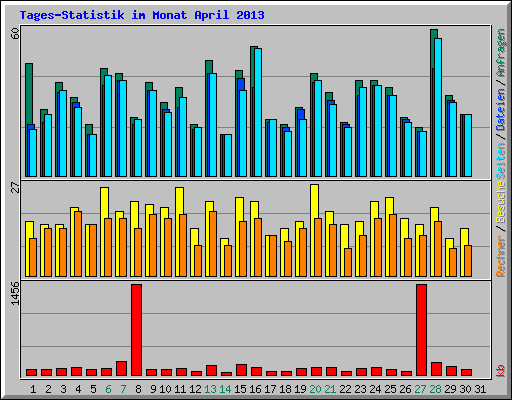 Tages-Statistik im Monat April 2013
60
27
1456
Rechner / Besuche Seiten / Dateien / Anfragen
kb
1 2 3 4 5 6 7 8 9 10 11 12 13 14 15 16 17 18 19 20 21 22 23 24 25 26 27 28 29 30 31